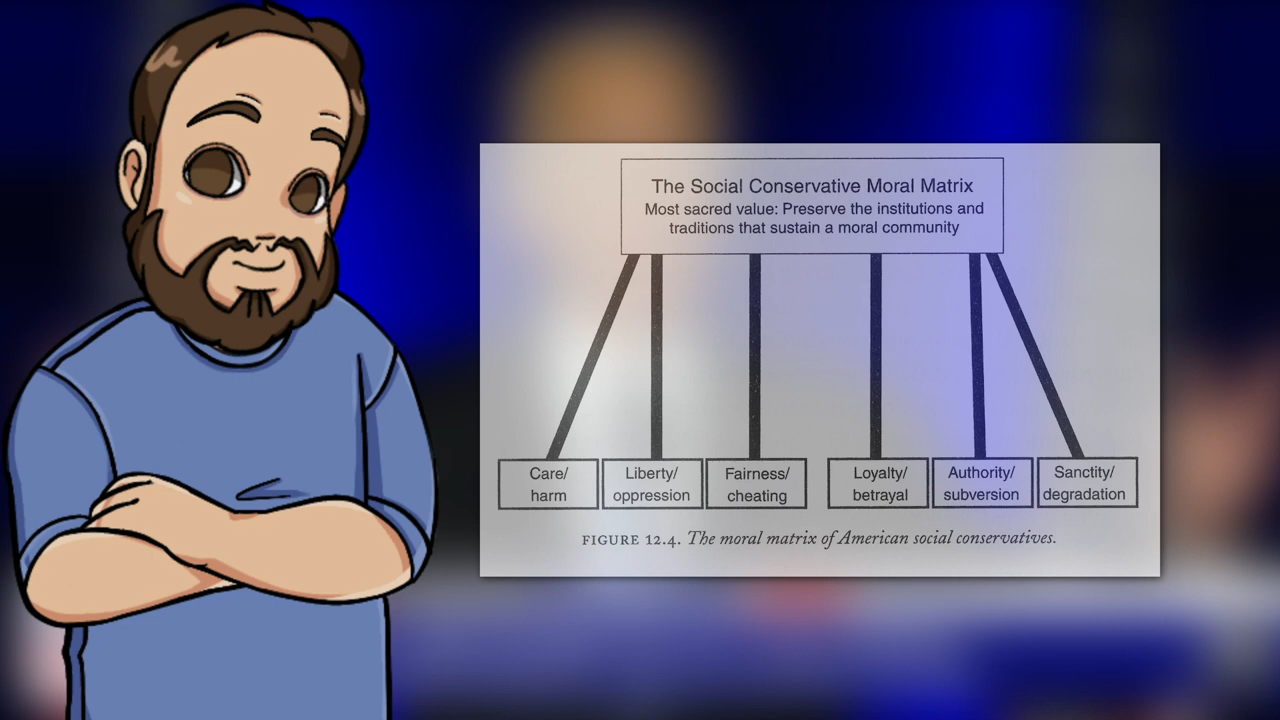 The Social Conservative Moral Matrix
Most sacred value: Preserve the institutions and
traditions that sustain a moral community
Care/
harm
Liberty/
oppression
Fairness/
cheating
Loyalty/
betrayal
Authority/
subversion
Sanctity/
degradation
FIGURE 12.4. The moral matrix of American social conservatives.